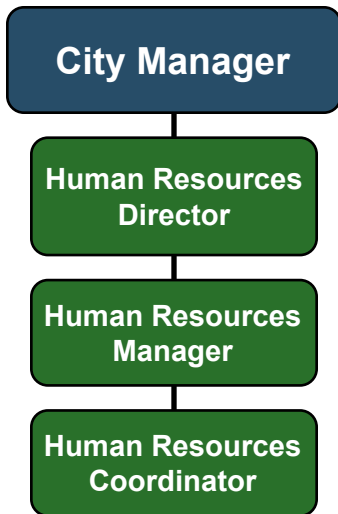 City Manager
Human Resources
Director
Human Resources
Manager
Human Resources
Coordinator